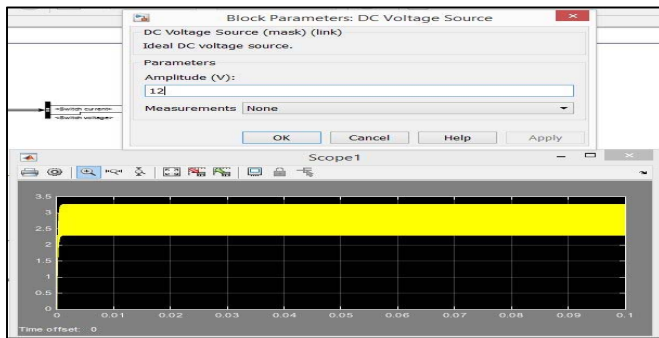 Block Parameters: DC Voltage Source
DC Voltage Source (mask) (link)
Ideal DC voltage source.
Parameters
Amplitude (V):
12
Measurements None
OK Cancel Help Apply
<Switch current>
<Switch voltage>
Scope1
3.5
3
2.5
2
1.5
1
0.5
0
0 0.01 0.02 0.03 0.04 0.05 0.06 0.07 0.08 0.09 0.1
Time offset: 0